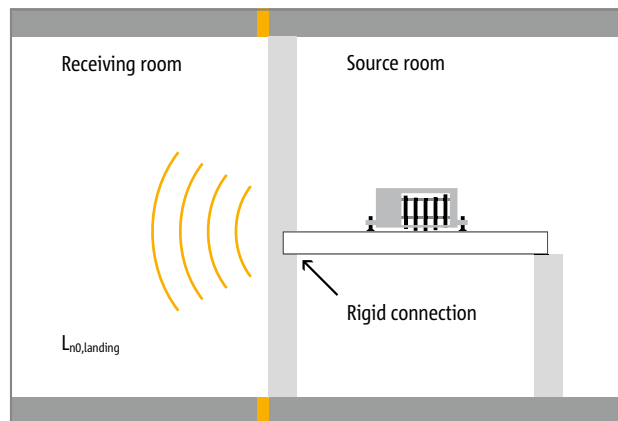 Receiving room
Source room
Rigid connection
Ln0,landing